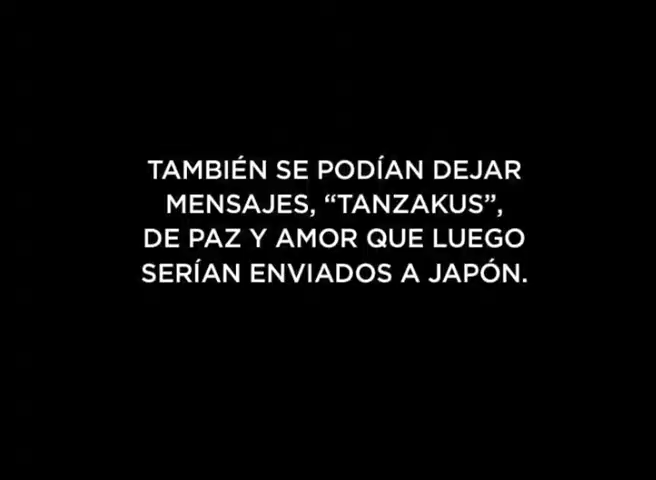 TAMBIÉN SE PODÍAN DEJAR
MENSAJES, “TANZAKUS”,
DE PAZ Y AMOR QUE LUEGO
SERÍAN ENVIADOS A JAPÓN.